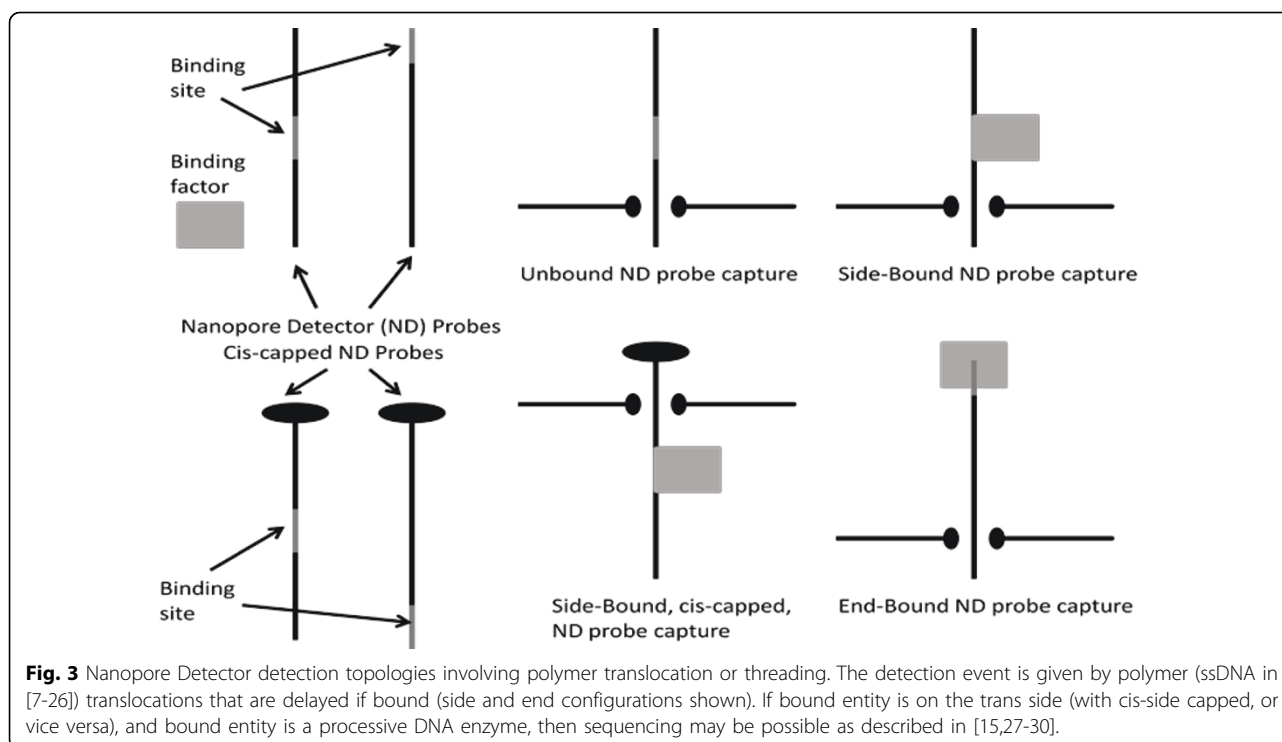 Binding
site
Binding
factor
Unbound ND probe capture
Side-Bound ND probe capture
Nanopore Detector (ND) Probes
Cis-capped ND Probes
Binding
site
Side-Bound, cis-capped,
ND probe capture
End-Bound ND probe capture
Fig. 3 Nanopore Detector detection topologies involving polymer translocation or threading. The detection event is given by polymer (ssDNA in
[7-26]) translocations that are delayed if bound (side and end configurations shown). If bound entity is on the trans side (with cis-side capped, or
vice versa), and bound entity is a processive DNA enzyme, then sequencing may be possible as described in [15,27-30].